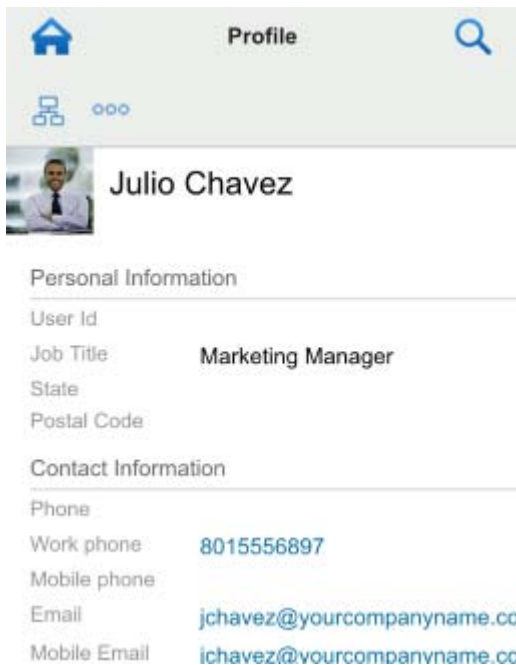 Profile
Julio Chavez
Personal Information
User Id
Job Title Marketing Manager
State
Postal Code
Contact Information
Phone
Work phone 8015556897
Mobile phone
Email jchavez@yourcompanyname.co
Mobile Email jchavez@yourcompanyname.co